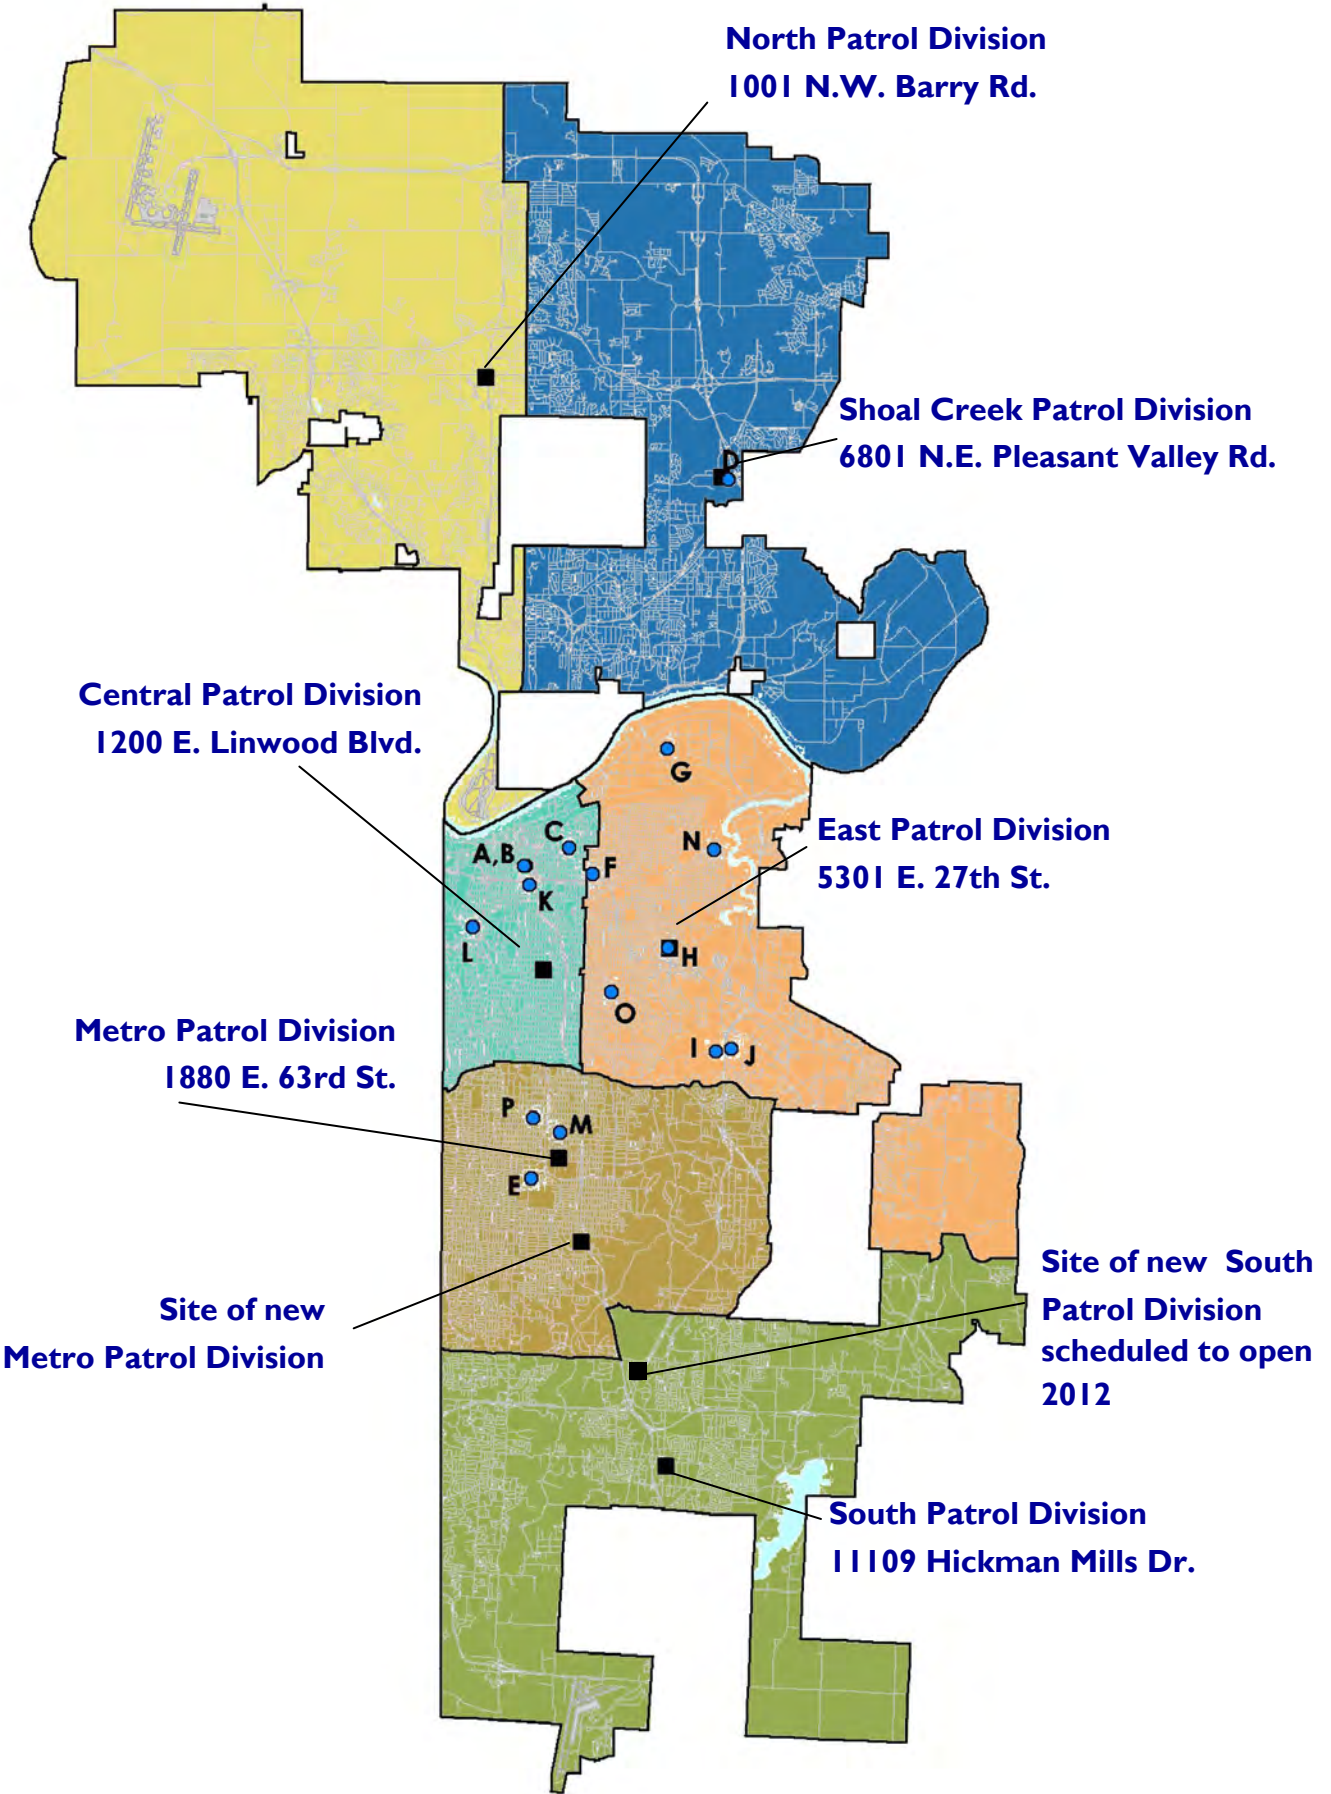 North Patrol Division
1001 N.W. Barry Rd.
Shoal Creek Patrol Division
6801 N.E. Pleasant Valley Rd.
D
Central Patrol Division
1200 E. Linwood Blvd.
G
East Patrol Division
5301 E. 27th St.
C
A,B
N
F
K
L
H
O
Metro Patrol Division
1880 E. 63rd St.
I
J
P
M
E
Site of new
Metro Patrol Division
Site of new South
Patrol Division
scheduled to open
2012
South Patrol Division
11109 Hickman Mills Dr.